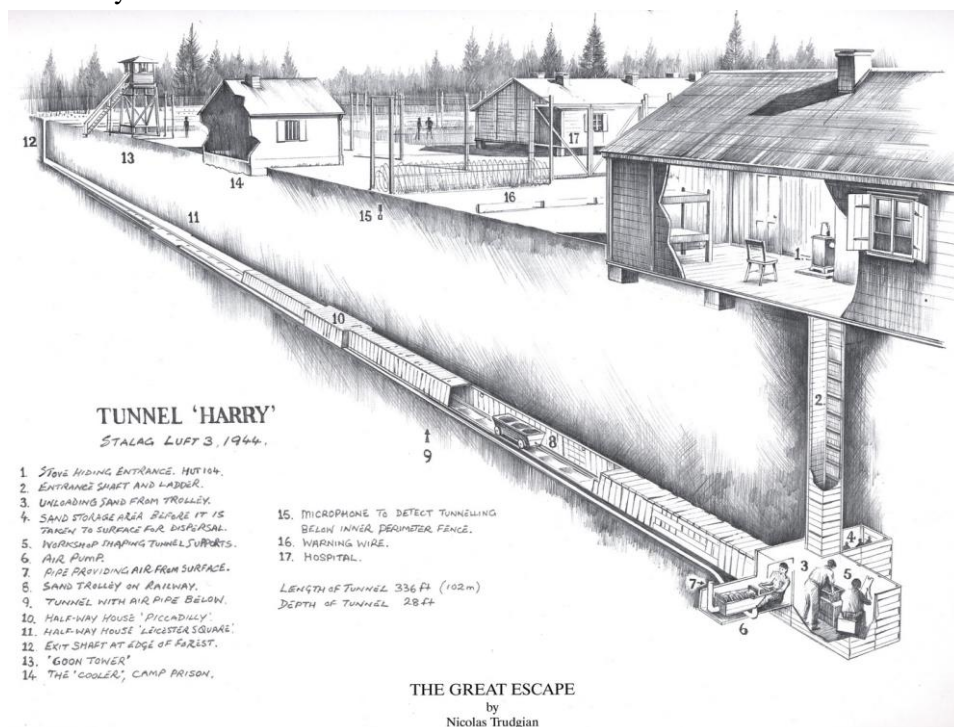 12
13
14
11
15
16
17
1
10
2
9
8
7
6
3
4
5
TUNNEL 'HARRY'
STALAG LUFT 3, 1944.
1 STOVE HIDING ENTRANCE. HUT 104.
2. ENTRANCE SHAFT AND LADDER.
3. UNLOADING SAND FROM TROLLEY.
4. SAND STORAGE AREA BEFORE IT IS
TAKEN TO SURFACE FOR DISPERSAL.
5. WORKSHOP SHAPING TUNNEL SUPPORTS.
6 AIR PUMP.
7 PIPE PROVIDING AIR FROM SURFACE.
8 SAND TROLLEY ON RAILWAY.
9. TUNNEL WITH AIR PIPE BELOW.
10. HALF-WAY HOUSE 'PICCADILLY'.
11. HALF-WAY HOUSE 'LEICESTER SQUARE'.
12 EXIT SHAFT AT EDGE OF FOREST.
13. 'GOON TOWER'
14 THE 'COOLER', CAMP PRISON.
15. MICROPHONE TO DETECT TUNNELLING
BELOW INNER PERIMETER FENCE.
16. WARNING WIRE.
17. HOSPITAL.
LENGTH OF TUNNEL 336 ft (102m)
DEPTH OF TUNNEL 28 ft
THE GREAT ESCAPE
by
Nicolas Trudgian